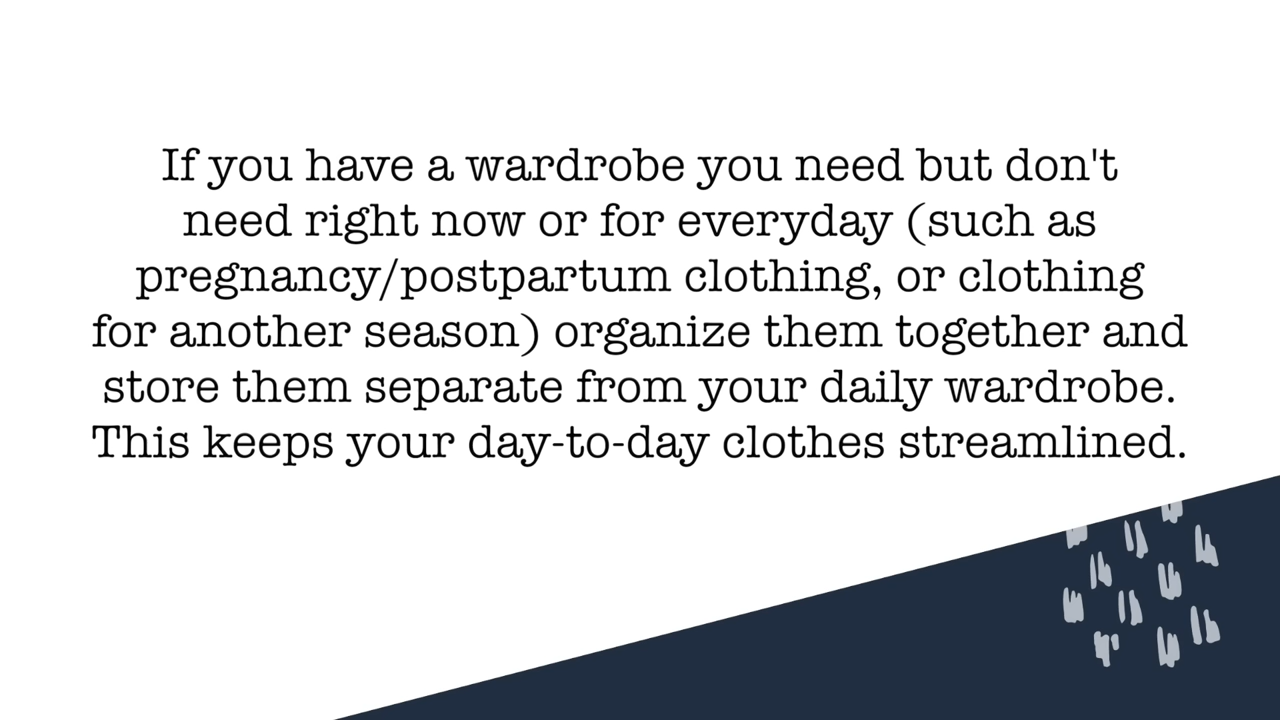 If you have a wardrobe you need but don't
need right now or for everyday (such as
pregnancy/postpartum clothing, or clothing
for another season) organize them together and
store them separate from your daily wardrobe.
This keeps your day-to-day clothes streamlined.